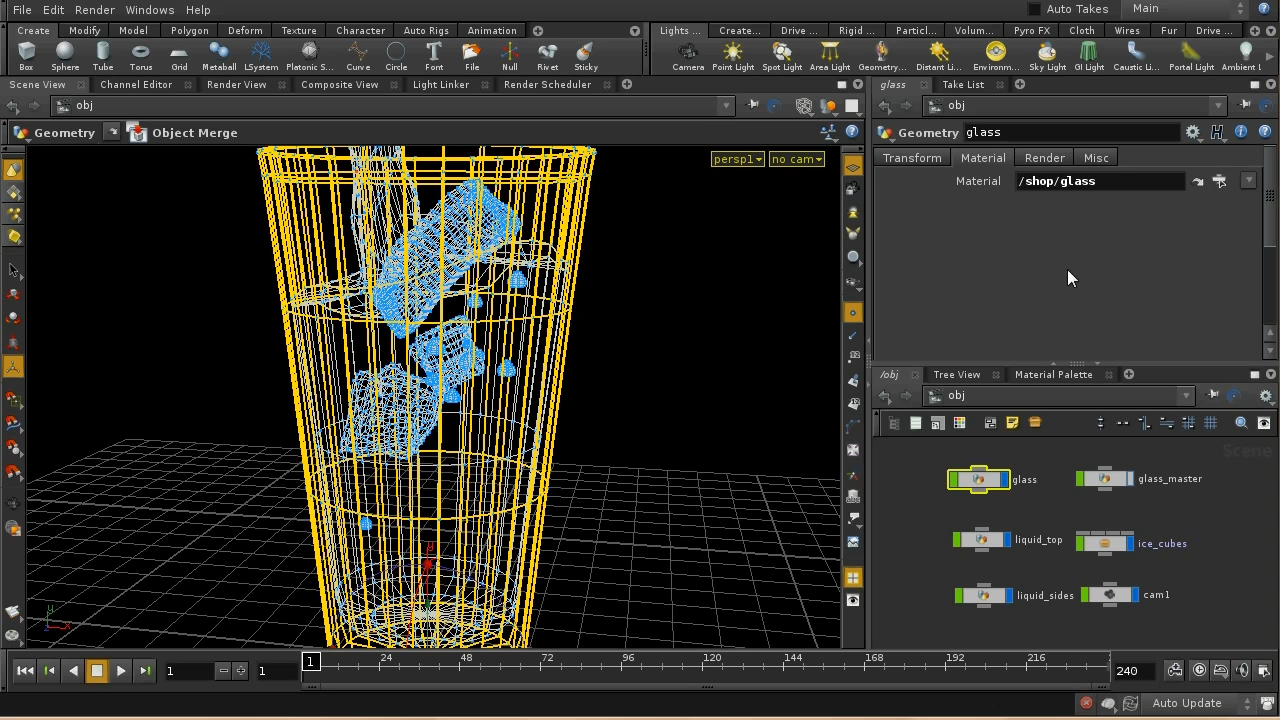 File Edit Render Windows Help Auto Takes Main
Create Modify Model Polygon Deform Texture Character Auto Rigs Animation Lights ... Create... Drive ... Rigid ... Particl... Volum... Pyro FX Cloth Wires Fur Drive ...
Box Sphere Tube Torus Grid Metaball LSystem Platonic S... Curve Circle Font File Null Rivet Sticky Camera Point Light Spot Light Area Light Geometry... Distant Li... Environm... Sky Light GI Light Caustic Li... Portal Light Ambient L
Scene View Channel Editor Render View Composite View Light Linker Render Scheduler glass Take List
obj obj
Geometry Object Merge Geometry glass
persp1 no cam
Transform Material Render Misc
Material /shop/glass
/obj Tree View Material Palette
obj
Scene
glass glass_master
liquid_top ice_cubes
liquid_sides cam1
y
y x
1 1 1 24 48 72 96 120 144 168 192 216 240
Auto Update